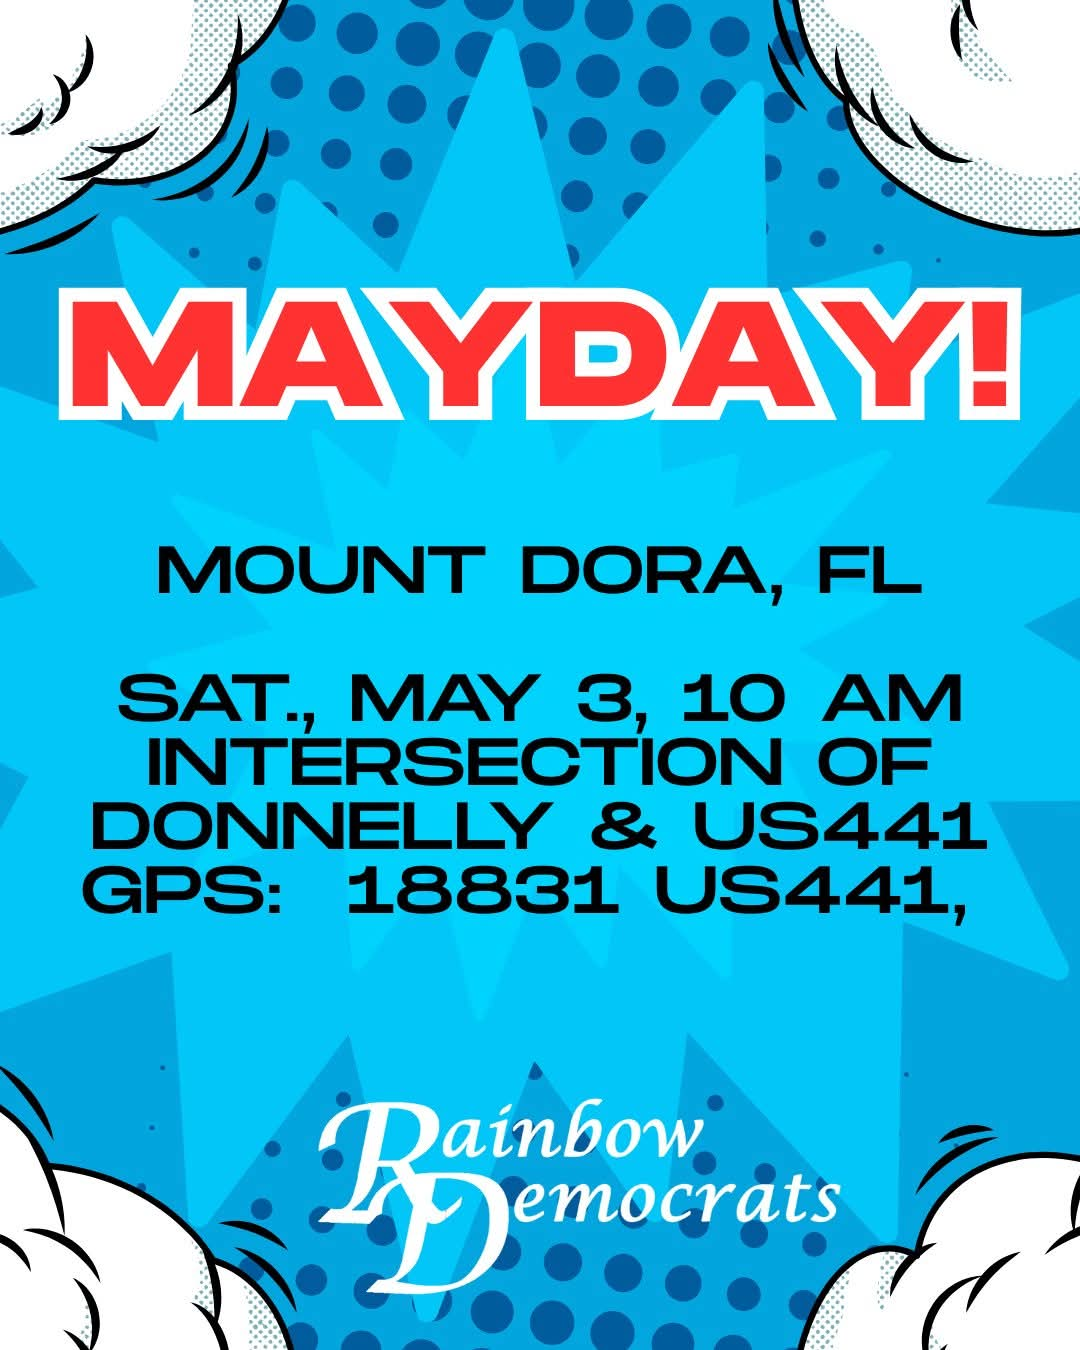 MAYDAY!
MOUNT DORA, FL
SAT., MAY 3, 10 AM
INTERSECTION OF
DONNELLY & US441
GPS: 18831 US441,
Rainbow
Democrats